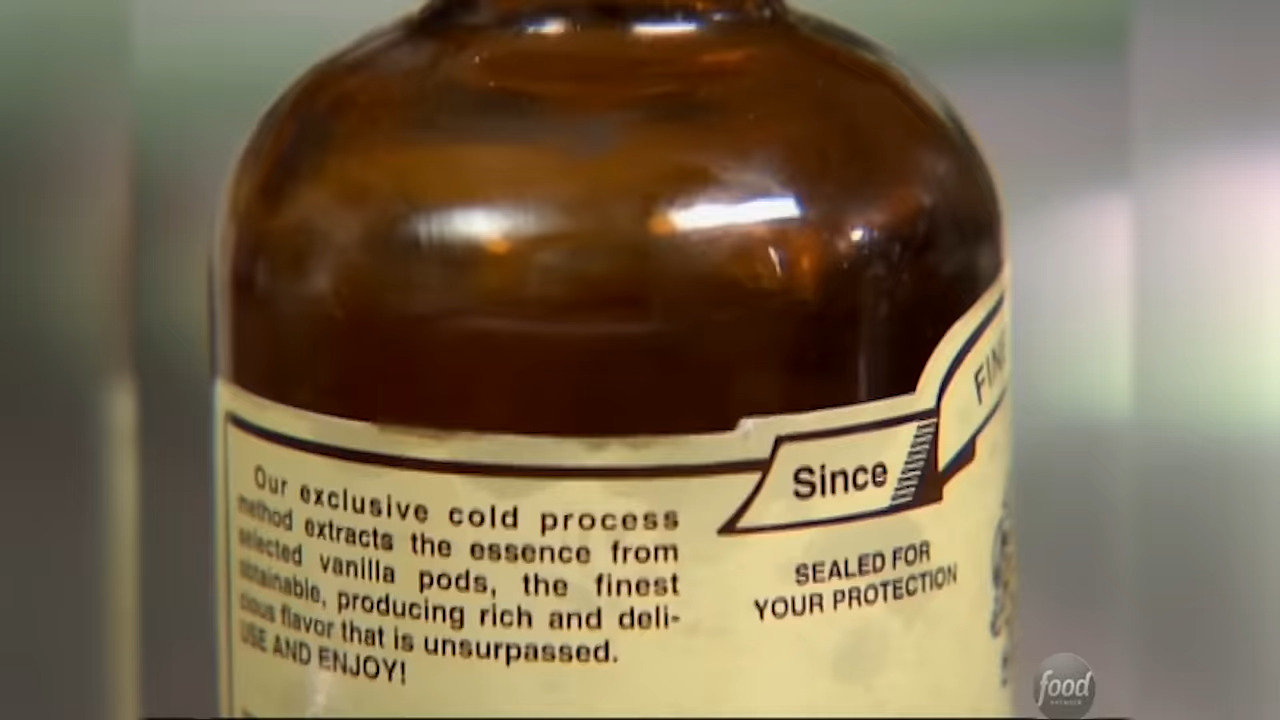 Our exclusive cold process
method extracts the essence from
selected vanilla pods, the finest
obtainable, producing rich and deli-
cious flavor that is unsurpassed.
USE AND ENJOY!
Since
SEALED FOR
YOUR PROTECTION
food
NETWORK